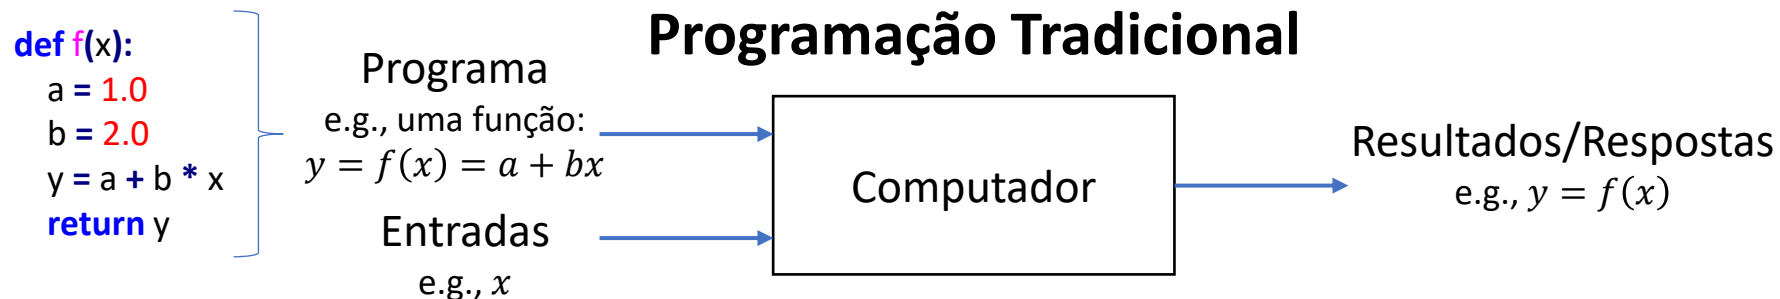 Programação Tradicional
def f(x):
a = 1.0
b = 2.0
y = a + b * x
return y
Programa
e.g., uma função:
y = f(x) = a + bx
Entradas
e.g., x
Computador
Resultados/Respostas
e.g., y = f(x)